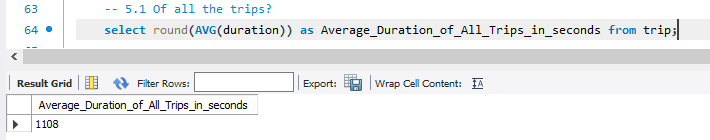 63 -- 5.1 Of all the trips?
64 select round(AVG(duration)) as Average_Duration_of_All_Trips_in_seconds from trip;
Result Grid Filter Rows: Export: Wrap Cell Content: IA
Average_Duration_of_All_Trips_in_seconds
1108